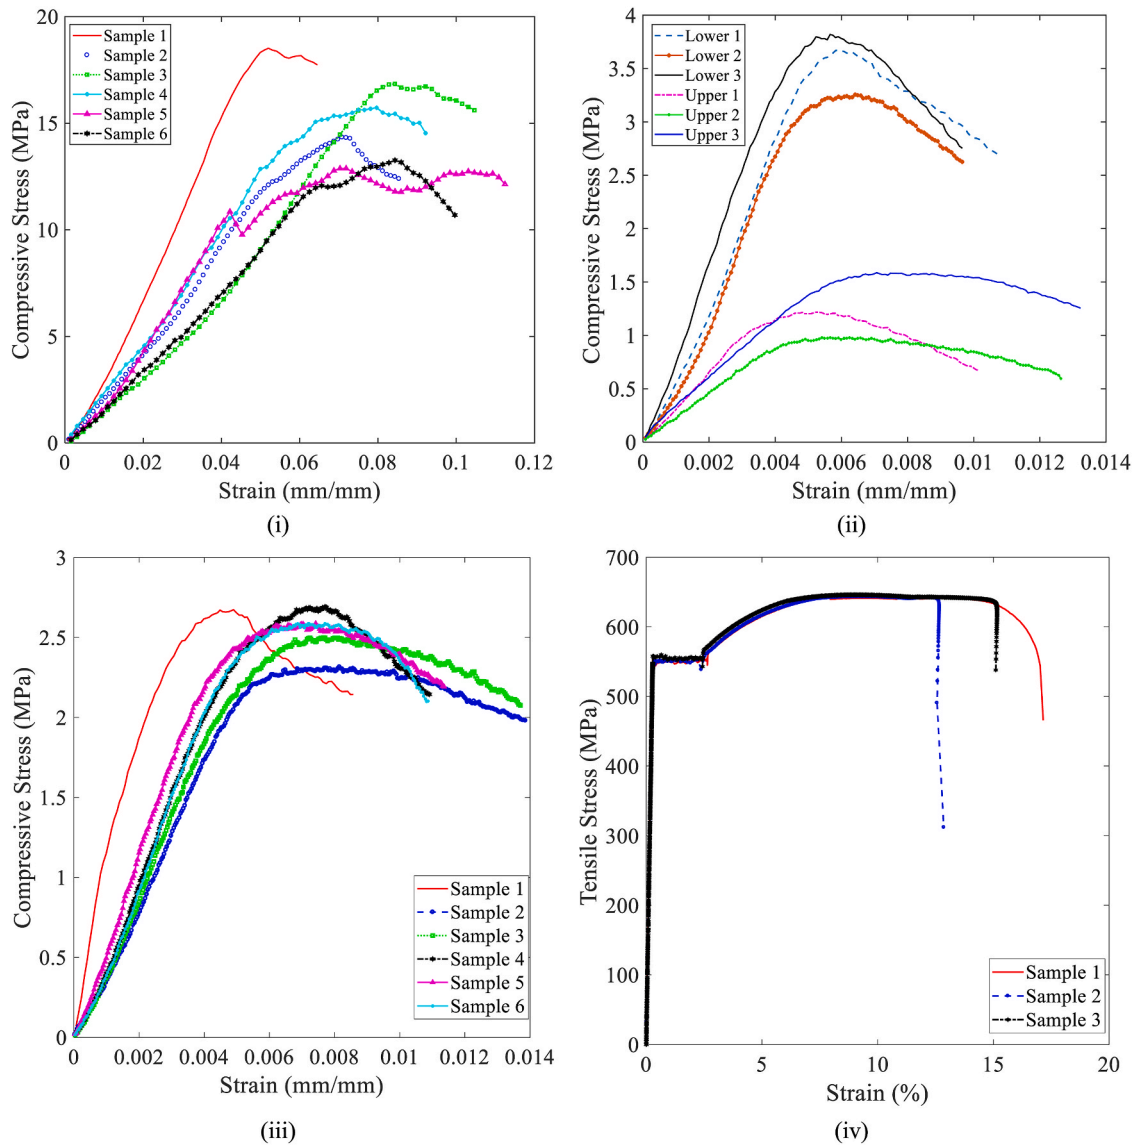 20
15
10
5
0
Compressive Stress (MPa)
Sample 1
Sample 2
Sample 3
Sample 4
Sample 5
Sample 6
0 0.02 0.04 0.06 0.08 0.1 0.12
Strain (mm/mm)
(i)
4
3.5
3
2.5
2
1.5
1
0.5
0
Compressive Stress (MPa)
Lower 1
Lower 2
Lower 3
Upper 1
Upper 2
Upper 3
0 0.002 0.004 0.006 0.008 0.01 0.012 0.014
Strain (mm/mm)
(ii)
3
2.5
2
1.5
1
0.5
0
Compressive Stress (MPa)
Sample 1
Sample 2
Sample 3
Sample 4
Sample 5
Sample 6
0 0.002 0.004 0.006 0.008 0.01 0.012 0.014
Strain (mm/mm)
(iii)
700
600
500
400
300
200
100
0
Tensile Stress (MPa)
Sample 1
Sample 2
Sample 3
0 5 10 15 20
Strain (%)
(iv)